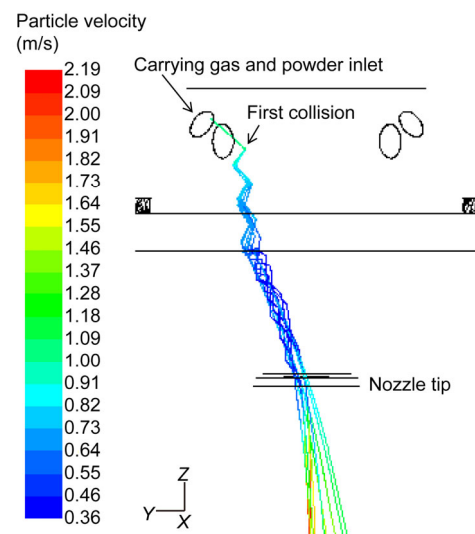 Particle velocity
(m/s)
Carrying gas and powder inlet
First collision
2.19
2.09
2.00
1.91
1.82
1.73
1.64
1.55
1.46
1.37
1.28
1.18
1.09
1.00
0.91
0.82
0.73
0.64
0.55
0.46
0.36
Nozzle tip
Z
Y
X